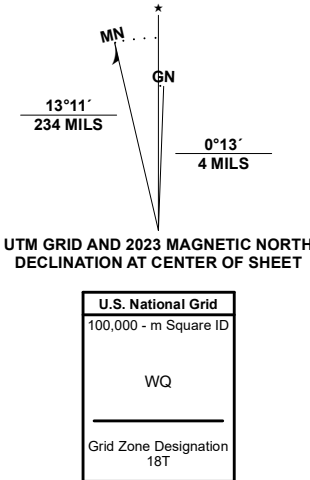 ★
MN
GN
13°11´
234 MILS
0°13´
4 MILS
UTM GRID AND 2023 MAGNETIC NORTH
DECLINATION AT CENTER OF SHEET
U.S. National Grid
100,000 - m Square ID
WQ
Grid Zone Designation
18T